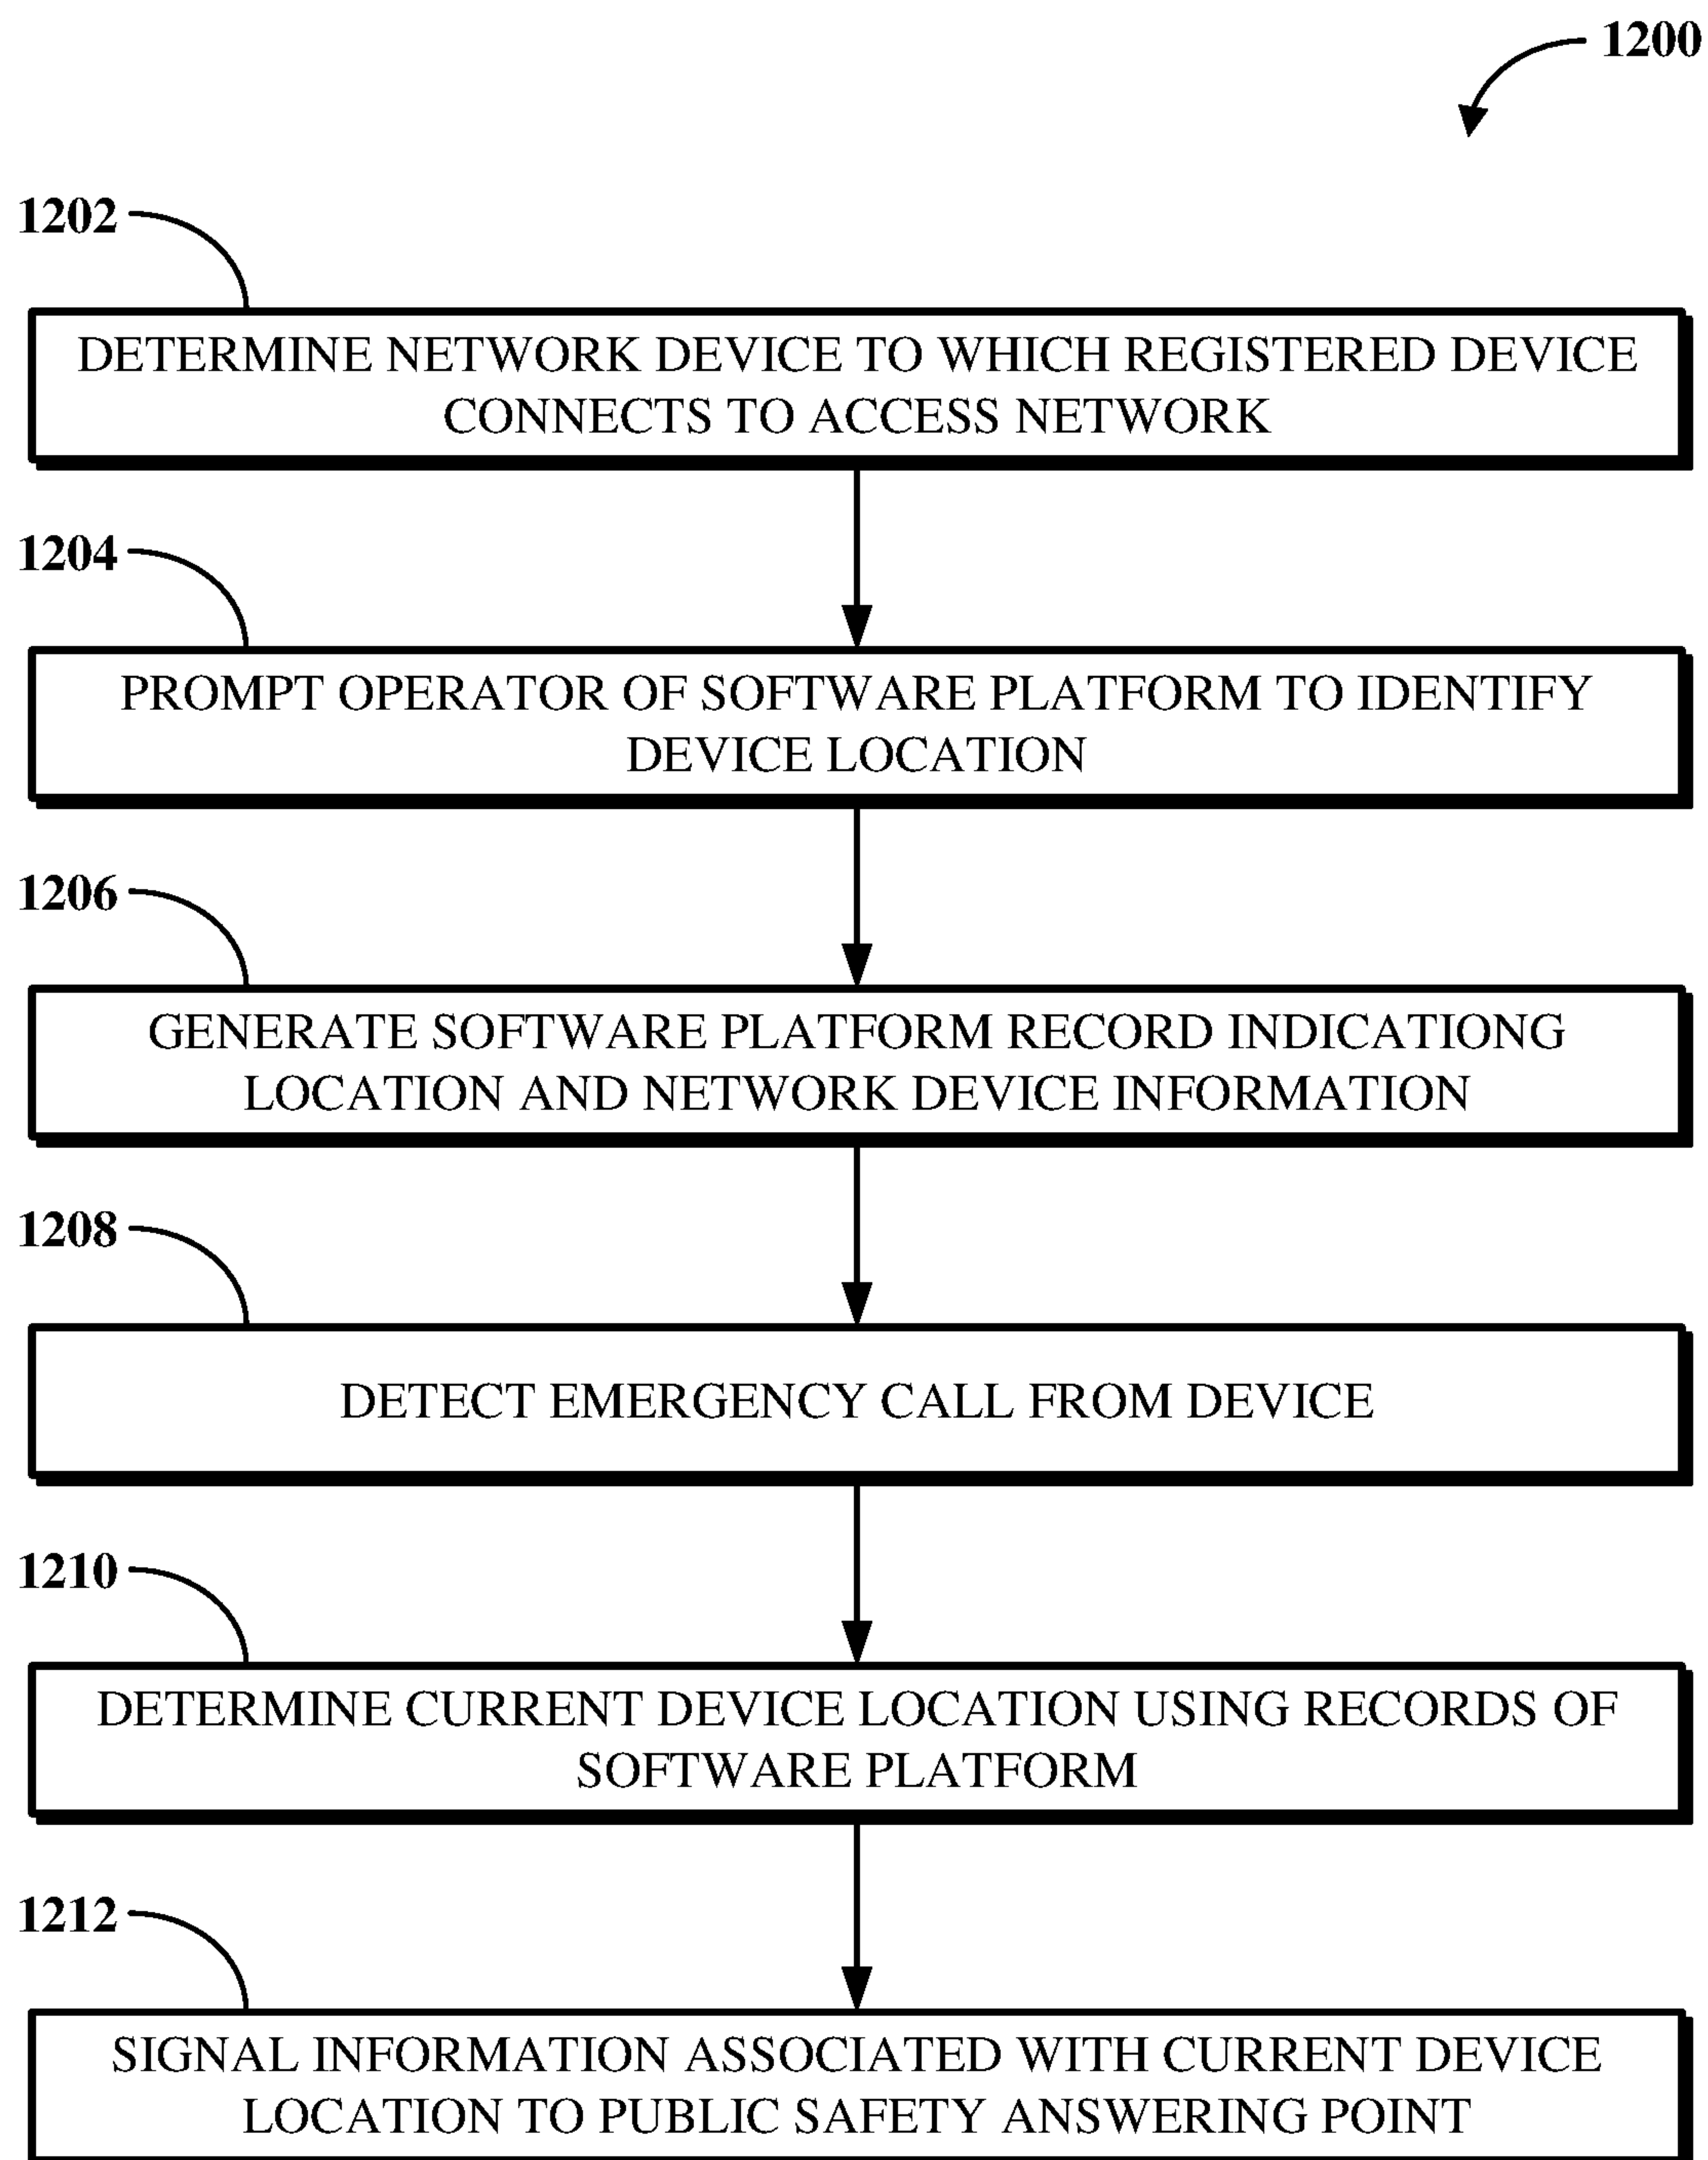 1200
1202
DETERMINE NETWORK DEVICE TO WHICH REGISTERED DEVICE
CONNECTS TO ACCESS NETWORK
1204
PROMPT OPERATOR OF SOFTWARE PLATFORM TO IDENTIFY
DEVICE LOCATION
1206
GENERATE SOFTWARE PLATFORM RECORD INDICATIONG
LOCATION AND NETWORK DEVICE INFORMATION
1208
DETECT EMERGENCY CALL FROM DEVICE
1210
DETERMINE CURRENT DEVICE LOCATION USING RECORDS OF
SOFTWARE PLATFORM
1212
SIGNAL INFORMATION ASSOCIATED WITH CURRENT DEVICE
LOCATION TO PUBLIC SAFETY ANSWERING POINT